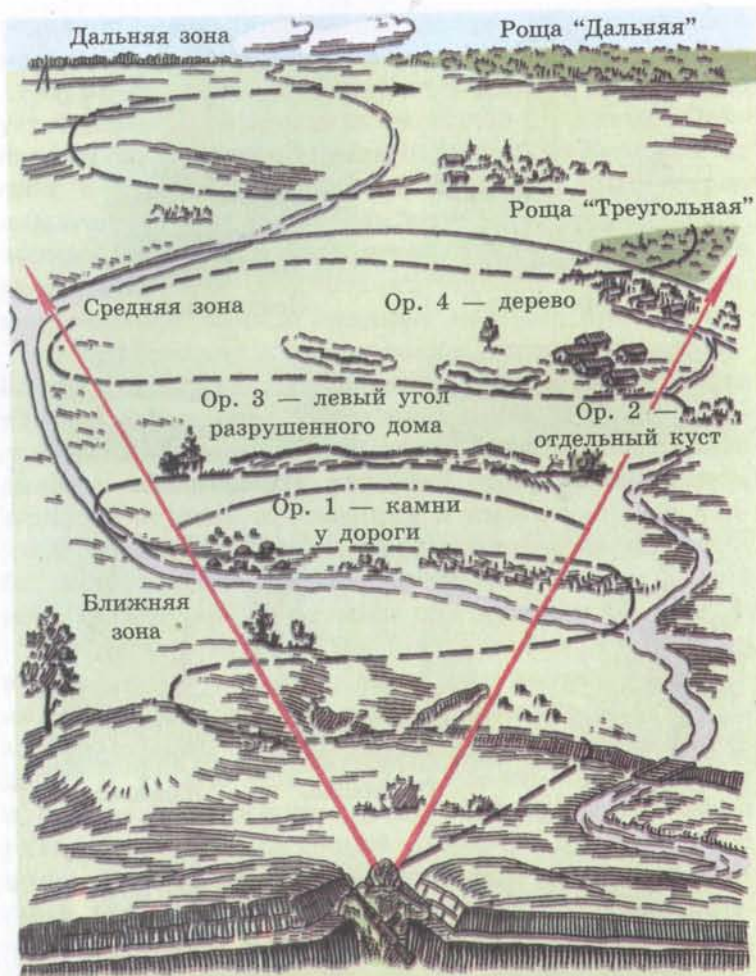 Дальняя зона
Роща “Дальняя”
Роща “Треугольная”
Средняя зона
Ор. 4 — дерево
Ор. 3 — левый угол
разрушенного дома
Ор. 2 —
отдельный куст
Ор. 1 — камни
у дороги
Ближняя
зона